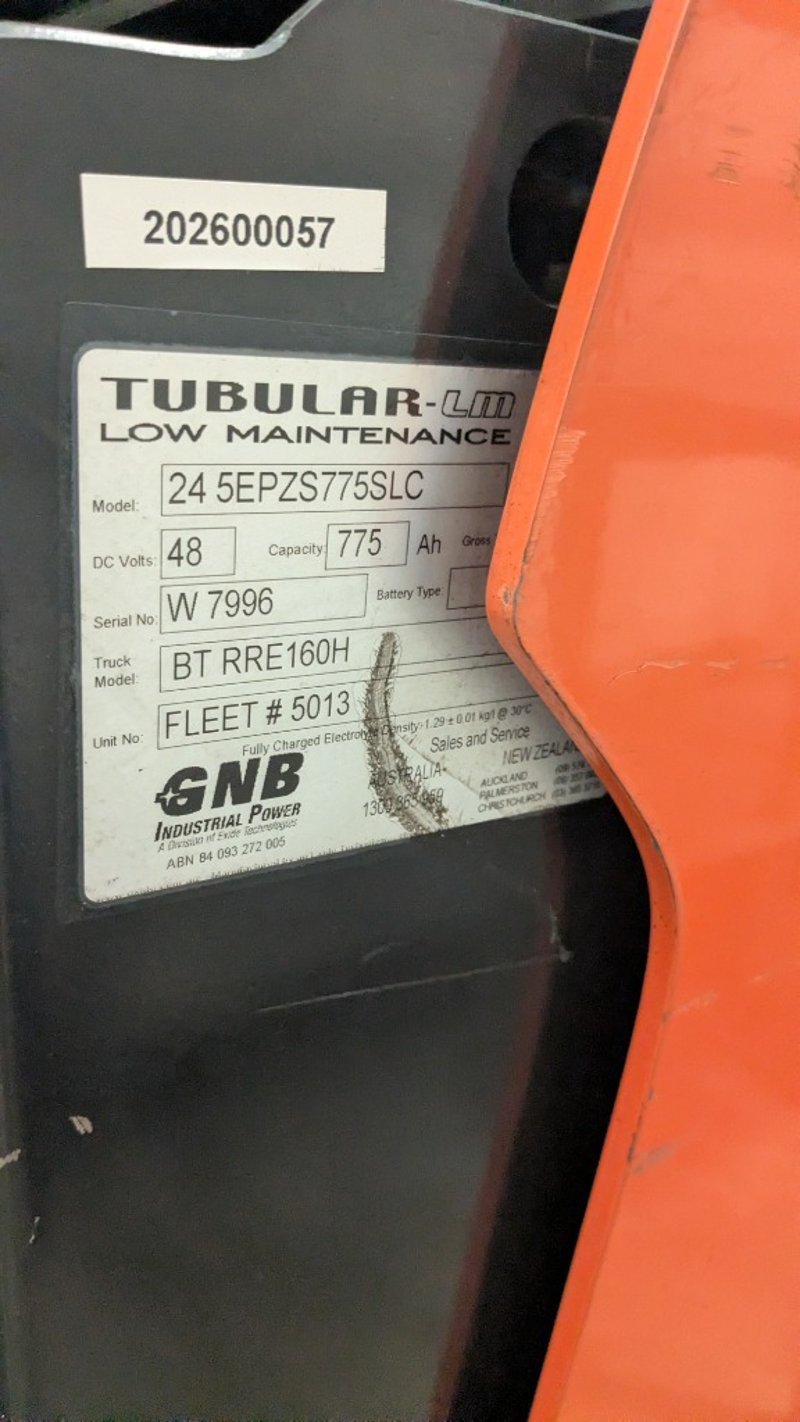 202600057
TUBULAR-LM
LOW MAINTENANCE
Model: 24 5EPZS775SLC
DC Volts: 48 Capacity: 775 Ah Gross
Serial No: W 7996 Battery Type
Truck Model: BT RRE160H
Unit No: FLEET # 5013
Fully Charged Electrolyte Density: 1.29 ± 0.01 kg/l @ 30°C
GNB
INDUSTRIAL POWER
A Division of Exide Technologies
ABN 84 093 272 005
Sales and Service
AUSTRALIA-
NEW ZEALAN
AUCKLAND
PALMERSTON
CHRISTCHURCH (03)